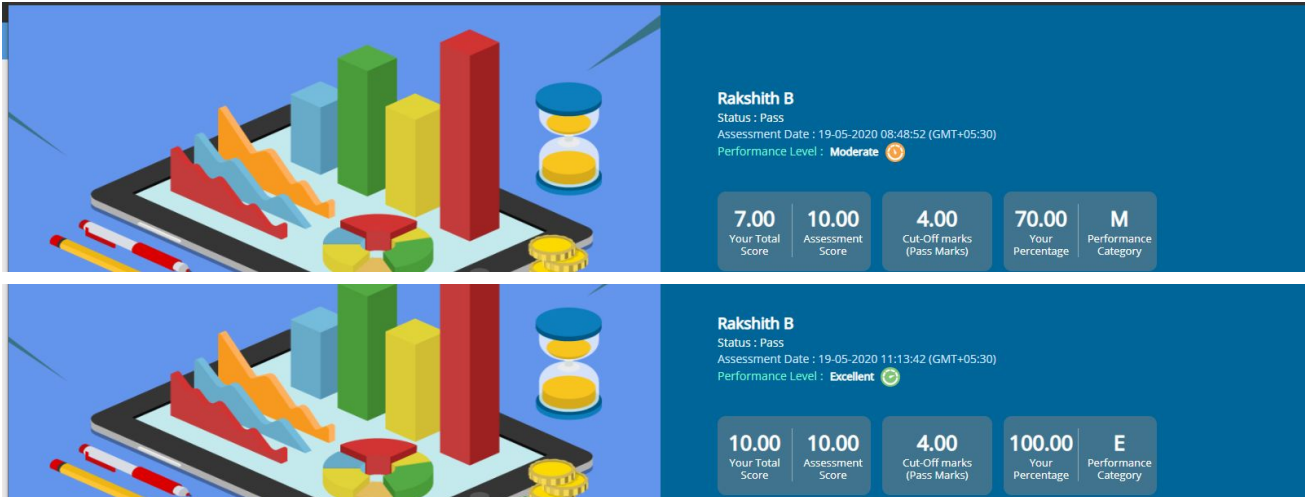 Rakshith B
Status : Pass
Assessment Date : 19-05-2020 08:48:52 (GMT+05:30)
Performance Level : Moderate
7.00 10.00 4.00 70.00 M
Your Total Assessment Cut-Off marks Your Performance
Score Score (Pass Marks) Percentage Category
Rakshith B
Status : Pass
Assessment Date : 19-05-2020 11:13:42 (GMT+05:30)
Performance Level : Excellent
10.00 10.00 4.00 100.00 E
Your Total Assessment Cut-Off marks Your Performance
Score Score (Pass Marks) Percentage Category